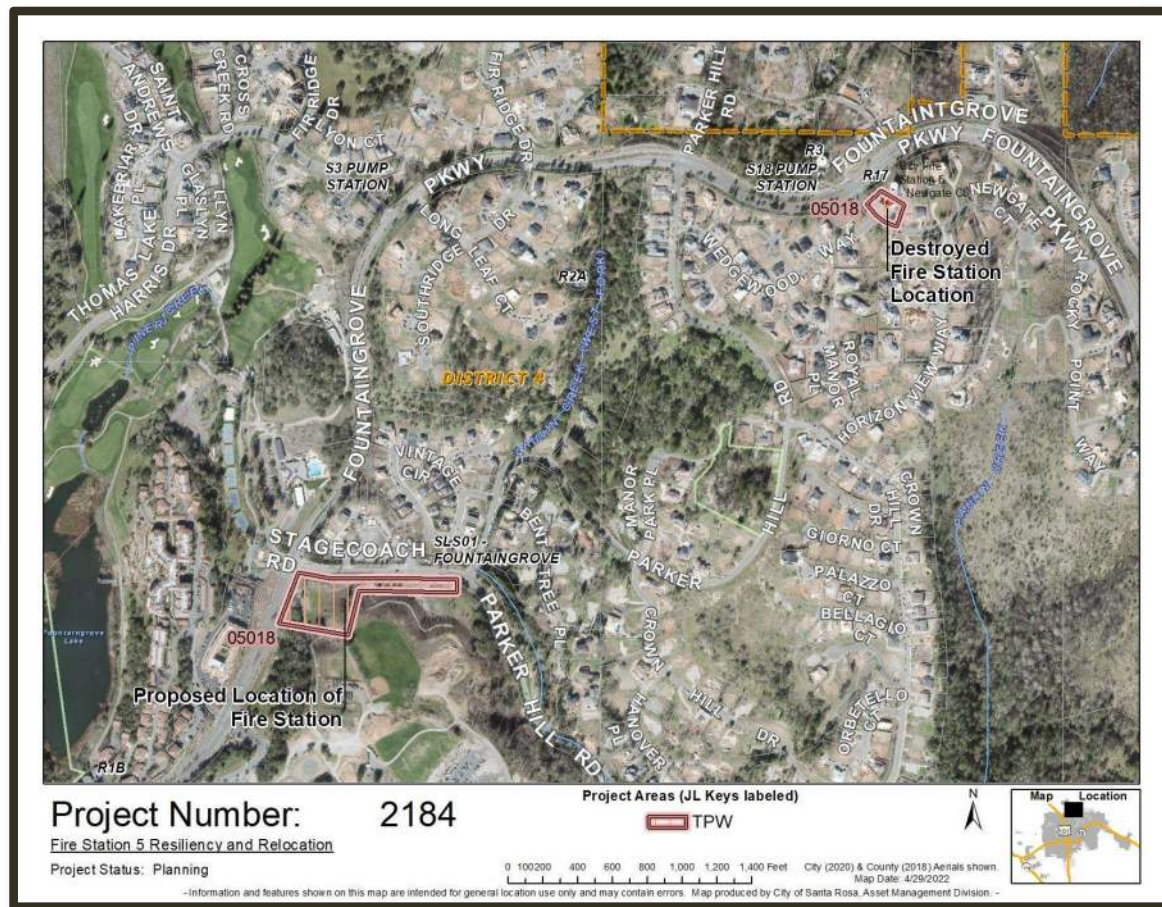 SAINT
ANDREWS
DR
LAKEBRIAR
PL
CROSS
CREEK RD
FIR RIDGE
DR
LYON CT
FIR RIDGE DR
PARKER HILL
RD
S3 PUMP
STATION
PKWY
FOUNTAINGROVE
LLYN
GLASLYN
PL
THOMAS LAKE
HARRIS DR
LONG
LEAF CT
SOUTHRIDGE DR
R2A
R3
S18 PUMP
STATION
R17
FOUNTAINTGROVE
PKWY
FOUNTAINGROVE
PKWY
Station 5
Newgate Ct
NEWGATE
CT
05018
Destroyed
Fire Station
Location
WEDGEWOOD WAY
ROCKY
POINT
WAY
ROYAL
MANOR
PL
HORIZON VIEW WAY
DISTRICT 4
VINTAGE
CIR
MANOR
PARK PL
PARKER
HILL
RD
CROWN
HILL
DR
GIORNO CT
PALAZZO
CT
BELLAGIO
CT
ORBETELLO
CT
STAGECOACH
RD
SLS01 -
FOUNTAINGROVE
BENT TREE
PL
PARKER HILL RD
CROWN
HILL
DR
HANOVER
PL
05018
Proposed Location of
Fire Station
Fountaingrove
Lake
R1B
Project Number: 2184
Fire Station 5 Resiliency and Relocation
Project Status: Planning
Project Areas (JL Keys labeled)
TPW
N
Map Location
0 100200 400 600 800 1,000 1,200 1,400 Feet
City (2020) & County (2018) Aerials shown.
Map Date: 4/29/2022
- Information and features shown on this map are intended for general location use only and may contain errors. Map produced by City of Santa Rosa, Asset Management Division. -